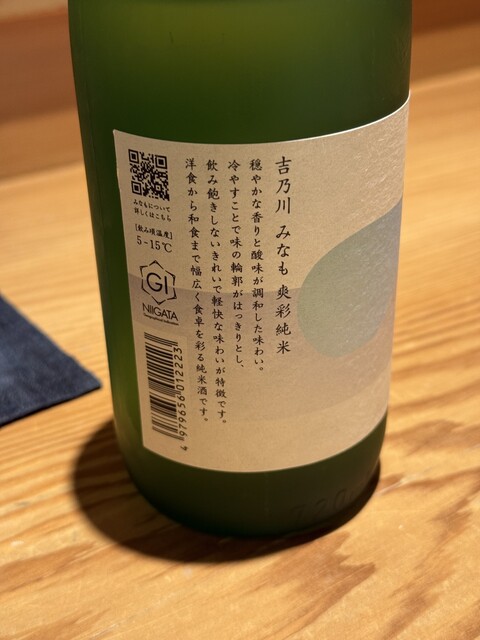 吉乃川 みなも 爽彩純米
穏やかな香りと酸味が調和した味わい。
冷やすことで味の輪郭がはっきりとし、
飲み飽きしないきれいで軽快な味わいが特徴です。
洋食から和食まで幅広く食卓を彩る純米酒です。
みなもについて
詳しくはこちら
[飲み頃温度]
5-15℃
GI
NIIGATA
Geographical Indication
4 979656 012223